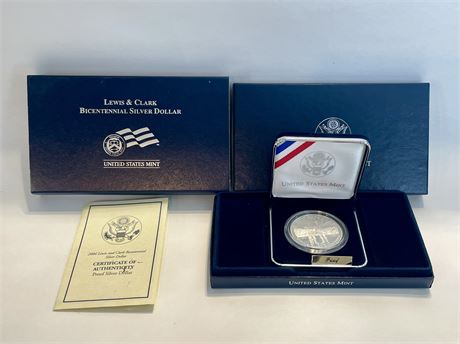 LEWIS & CLARK
BICENTENNIAL SILVER DOLLAR
UNITED STATES MINT
UNITED STATES MINT
2004 Lewis and Clark Bicentennial
Silver Dollar
CERTIFICATE OF
AUTHENTICITY
Proof Silver Dollar
UNITED STATES MINT